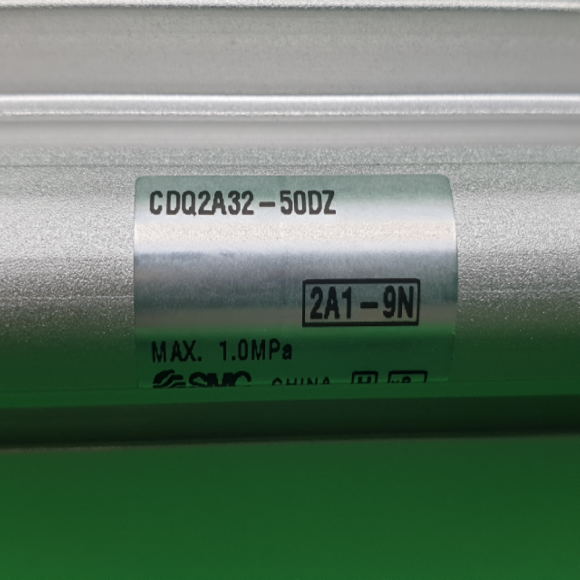 CDQ2A32-50DZ
2A1-9N
MAX. 1.0MPa
SMC CHINA H